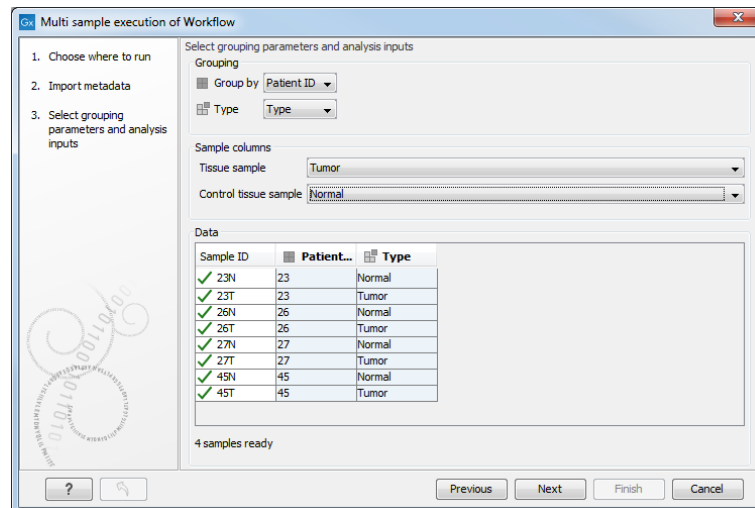 Gx Multi sample execution of Workflow
1. Choose where to run
2. Import metadata
3. Select grouping
parameters and analysis
inputs
Select grouping parameters and analysis inputs
Grouping
Group by Patient ID
Type Type
Sample columns
Tissue sample Tumor
Control tissue sample Normal
Data
Sample ID Patient... Type
23N 23 Normal
23T 23 Tumor
26N 26 Normal
26T 26 Tumor
27N 27 Normal
27T 27 Tumor
45N 45 Normal
45T 45 Tumor
4 samples ready
? Previous Next Finish Cancel